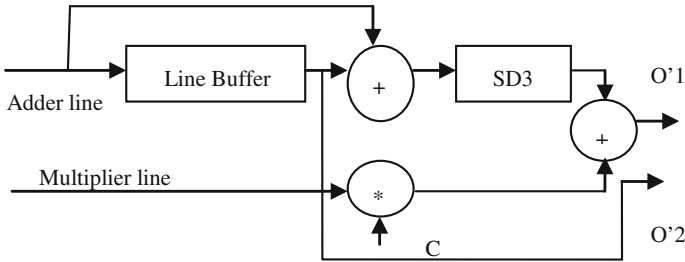 Line Buffer
+
SD3
O'1
Adder line
+
Multiplier line
*
C
O'2